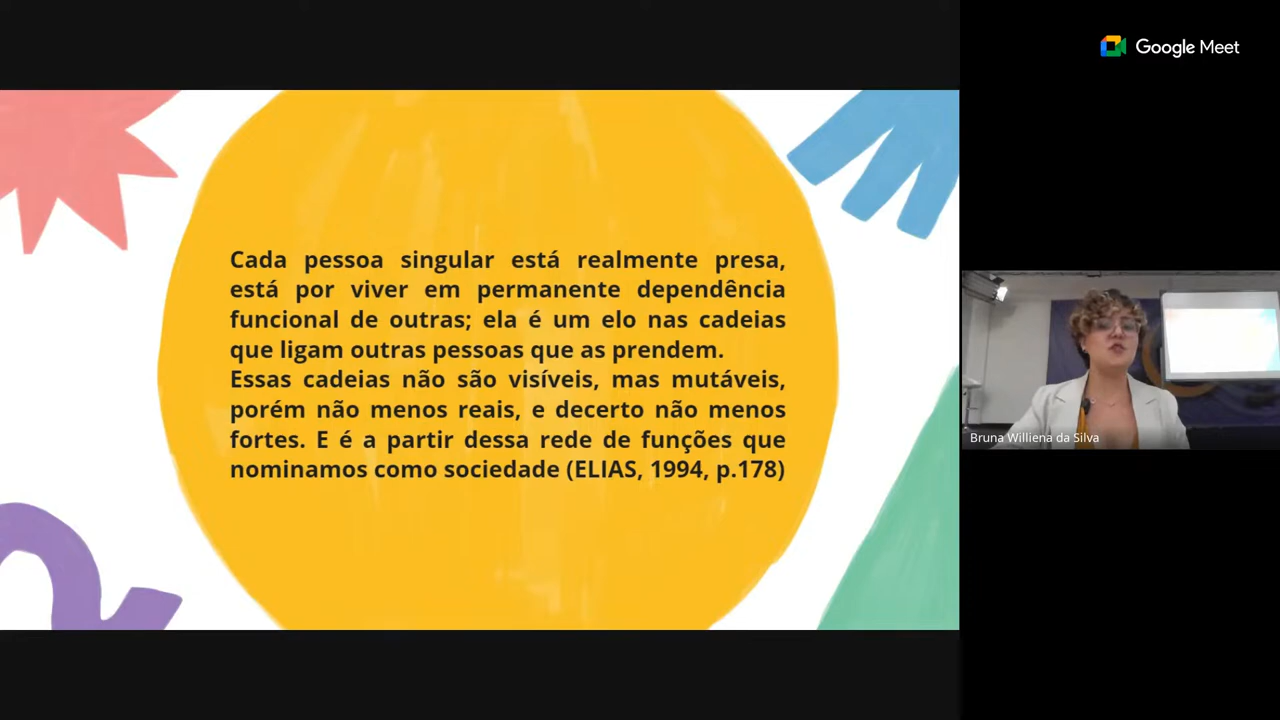 Google Meet
Cada pessoa singular está realmente presa,
está por viver em permanente dependência
funcional de outras; ela é um elo nas cadeias
que ligam outras pessoas que as prendem.
Essas cadeias não são visíveis, mas mutáveis,
porém não menos reais, e decerto não menos
fortes. E é a partir dessa rede de funções que
nominamos como sociedade (ELIAS, 1994, p.178)
Bruna Williena da Silva